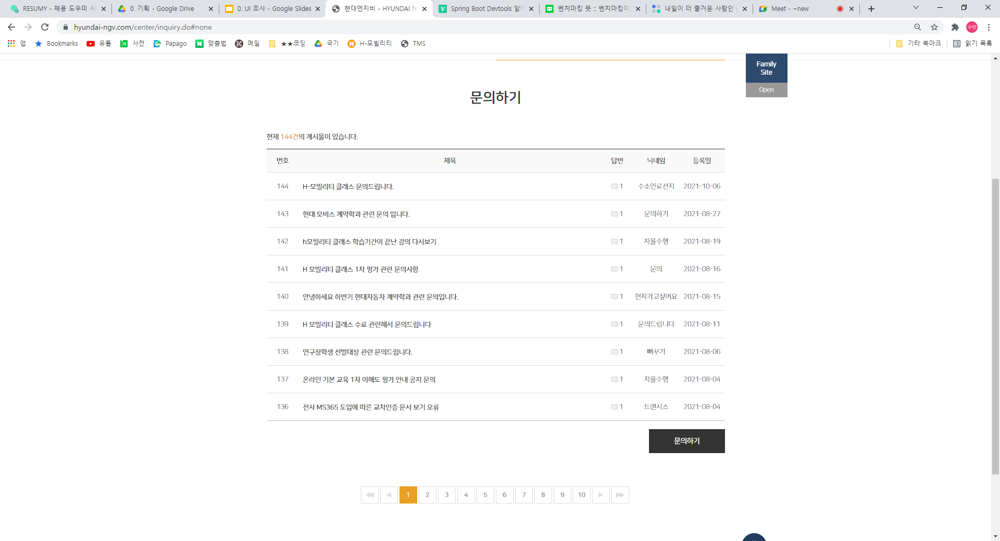 RESUMY - 채용 도우미 사
0. 기획 - Google Drive
0. UI 조사 - Google Slides
현대엔지비 - HYUNDAI N
Spring Boot Devtools 알아
벤치마킹 뜻 :: 벤치마킹이
내일이 더 즐거운 사람인
Meet - ~new
hyundai-ngv.com/center/inquiry.do#none
수빈
앱 Bookmarks 유튭 사전 Papago 맞춤법 메일 ★★코딩 국기 H-모빌리티 TMS 기타 북마크 읽기 목록
Family
Site
Open
문의하기
현재 144건의 게시물이 있습니다.
번호 제목 답변 닉네임 등록일
144 H-모빌리티 클래스 문의드립니다. 1 수소연료선지 2021-10-06
143 현대 모비스 계약학과 관련 문의 입니다. 1 문의하기 2021-08-27
142 h모빌리티 클래스 학습기간이 끝난 강의 다시보기 1 자율주행 2021-08-19
141 H 모빌리티 클래스 1차 평가 관련 문의사항 1 문의 2021-08-16
140 안녕하세요 하반기 현대자동차 계약학과 관련 문의입니다. 1 현차가고싶어요 2021-08-15
139 H 모빌리티 클래스 수료 관련해서 문의드립니다 1 문의드립니다 2021-08-11
138 연구장학생 선발대상 관련 문의드립니다. 1 뻐꾸기 2021-08-06
137 온라인 기본 교육 1차 이해도 평가 안내 공지 문의 1 자율주행 2021-08-04
136 전사 MS365 도입에 따른 교차인증 문서 보기 오류 1 트랜시스 2021-08-04
문의하기
1 2 3 4 5 6 7 8 9 10